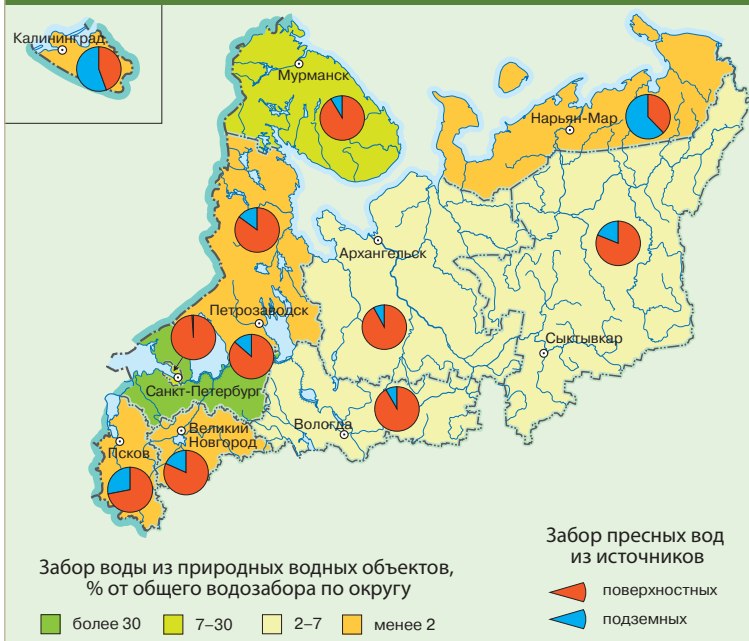 Калининград
Мурманск
Нарьян-Мар
Архангельск
Петрозаводск
Сыктывкар
Санкт-Петербург
Великий
Новгород
Вологда
Псков
Забор воды из природных водных объектов,
% от общего водозабора по округу
более 30
7–30
2–7
менее 2
Забор пресных вод
из источников
поверхностных
подземных